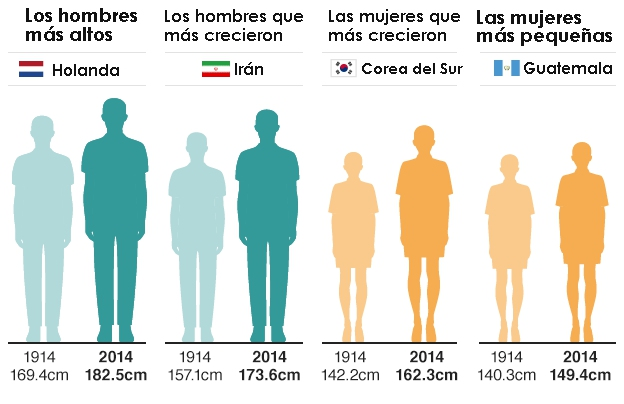 Los hombres
más altos
Holanda
1914 2014
169.4cm 182.5cm
Los hombres que
más crecieron
Irán
1914 2014
157.1cm 173.6cm
Las mujeres que
más crecieron
Corea del Sur
1914 2014
142.2cm 162.3cm
Las mujeres
más pequeñas
Guatemala
1914 2014
140.3cm 149.4cm